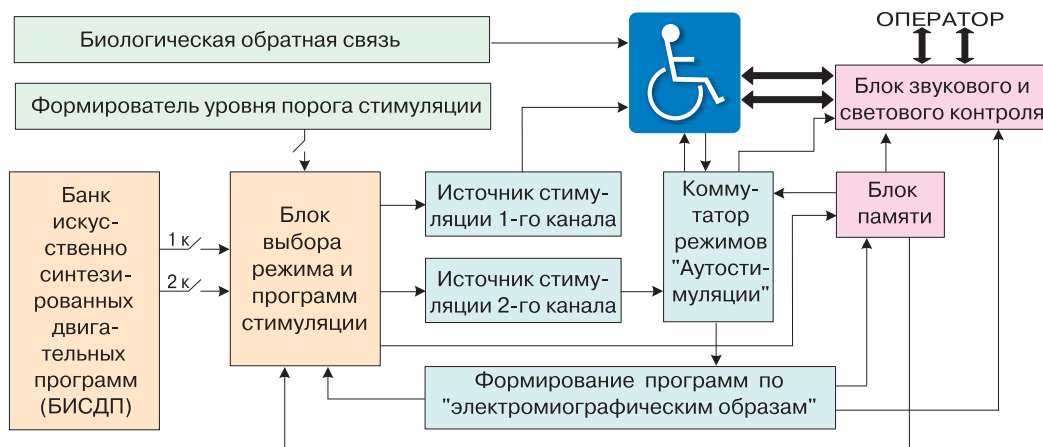 Биологическая обратная связь
ОПЕРАТОР
Формирователь уровня порога стимуляции
Блок звукового и
светового контроля
Банк
искус-
ственно
синтези-
рованных
двига-
тельных
программ
(БИСДП)
1 к
2 к
Блок
выбора
режима и
программ
стимуляции
Источник стиму-
ляции 1-го канала
Источник стиму-
ляции 2-го канала
Комму-
татор
режимов
"Аутости-
муляции"
Блок
памяти
Формирование программ по
"электромиографическим образам"